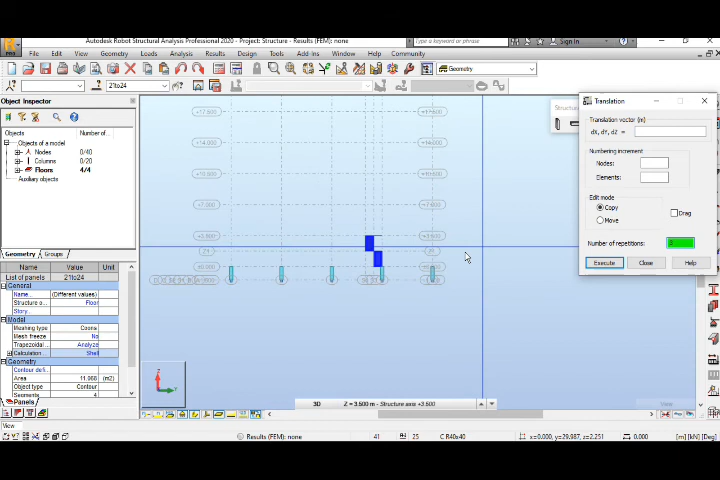 Autodesk Robot Structural Analysis Professional 2020 - Project: Structure - Results (FEM): none
Type a keyword or phrase
Sign In
PRO
File Edit View Geometry Loads Analysis Results Design Tools Add-Ins Window Help Community
Geometry
21to24
Object Inspector
Objects Number of...
Objects of a model
Nodes 0/40
Columns 0/20
Floors 4/4
Auxiliary objects
Geometry Groups
Name Value Unit
List of panels 21to24
General
Name... (Different values)
Structure o... Floor
Story...
Model
Meshing type Coons
Mesh freeze No
Trapezoidal ... Analyze
Calculation ... Shell
Geometry
Contour defi...
Area 11.968 (m2)
Object type Contour
Segments 4
Panels
+17.500 +17.500
+14.000
+7.000 +7.000
+3.500
±0.000
Translation
Translation vector (m)
dX, dY, dZ =
Numbering increment
Nodes:
Elements:
Edit mode
Copy
Move
Drag
Number of repetitions:
Execute Close Help
3D Z = 3.500 m - Structure axis +3.500
View
View
Results (FEM): none 41 25 C R40x40 x=0.000, y=29.987, z=2.251 0.000 [m] [kN] [Deg]